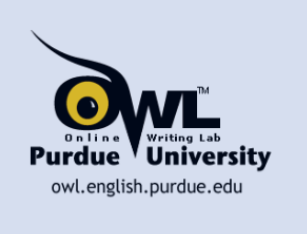 OWL™
Online Writing Lab
Purdue University
owl.english.purdue.edu